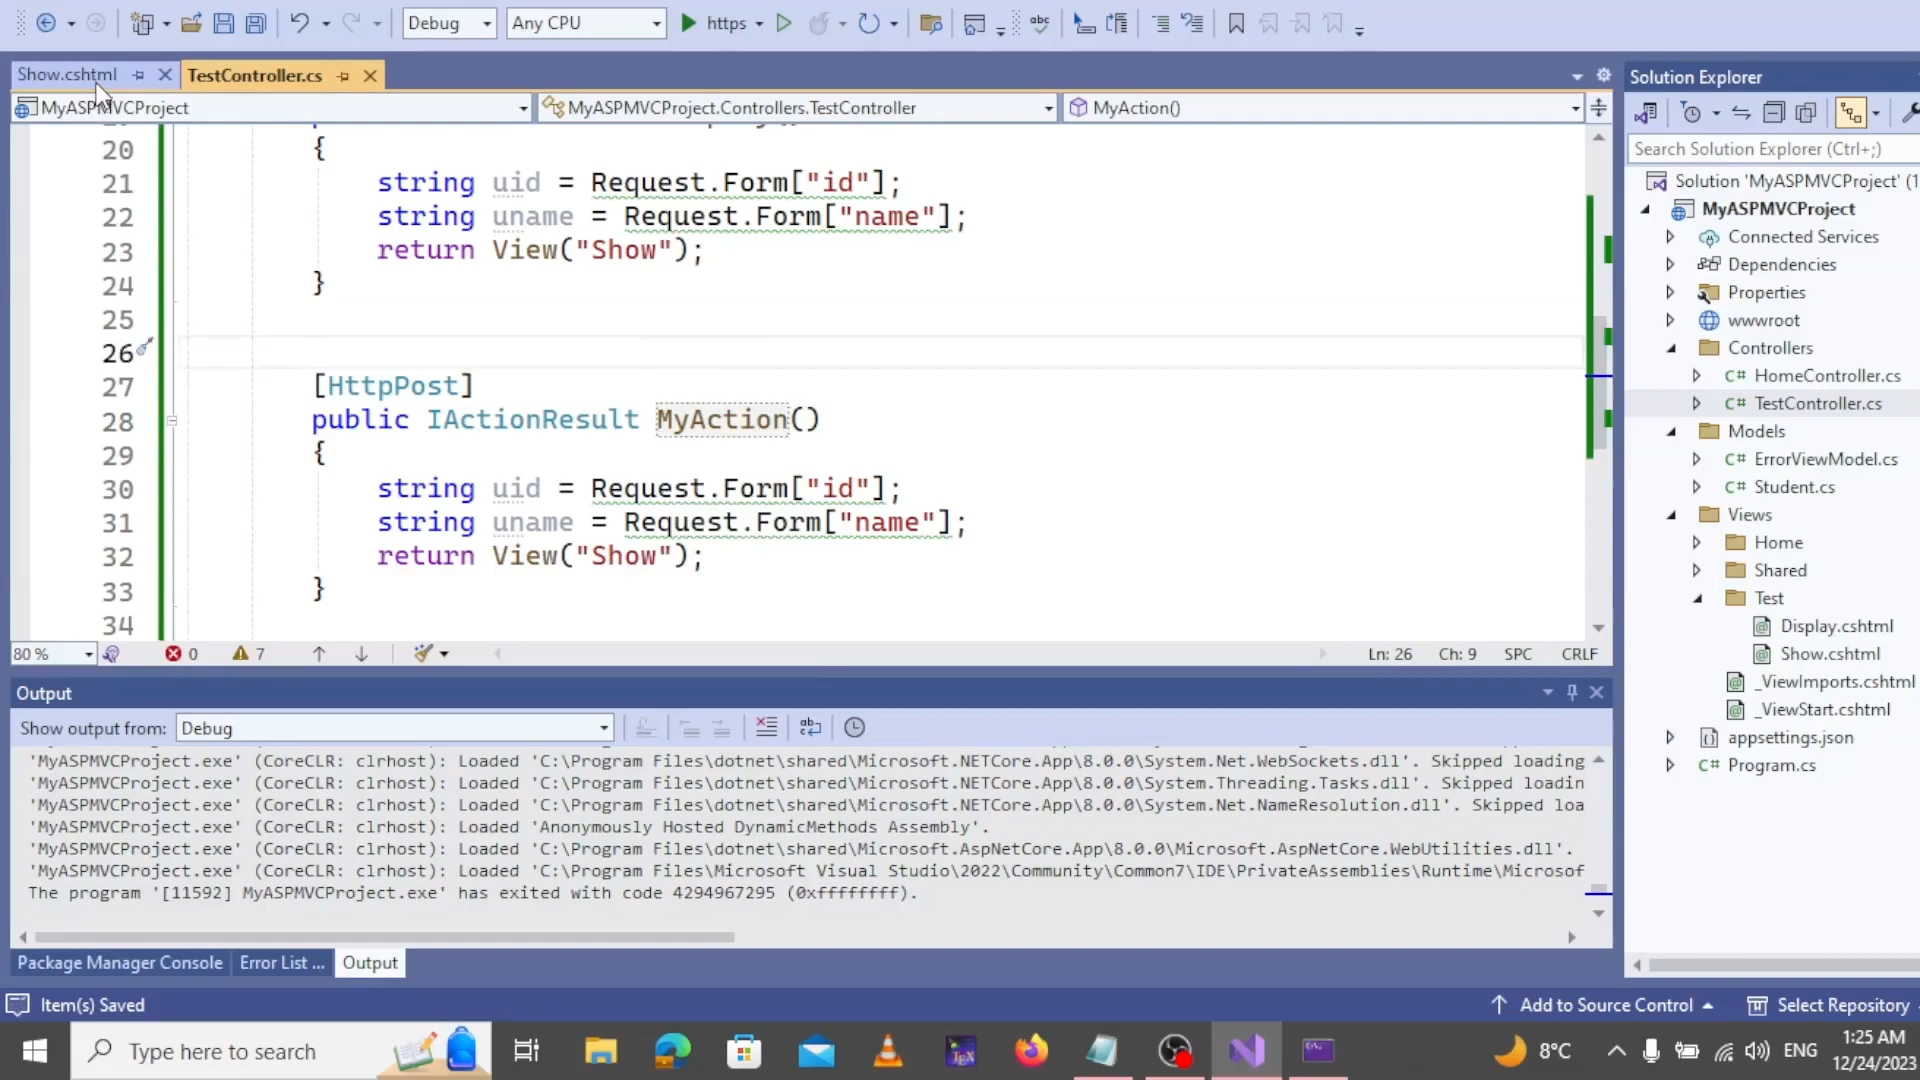 Debug
Any CPU
https
Show.cshtml
TestController.cs
Solution Explorer
MyASPMVCProject
MyASPMVCProject.Controllers.TestController
MyAction()
Search Solution Explorer (Ctrl+;)
20 {
21 string uid = Request.Form["id"];
22 string uname = Request.Form["name"];
23 return View("Show");
24 }
25
26
27 [HttpPost]
28 public IActionResult MyAction()
29 {
30 string uid = Request.Form["id"];
31 string uname = Request.Form["name"];
32 return View("Show");
33 }
34
80 %
0
7
Ln: 26 Ch: 9 SPC CRLF
Solution 'MyASPMVCProject' (1
MyASPMVCProject
Connected Services
Dependencies
Properties
wwwroot
Controllers
C# HomeController.cs
C# TestController.cs
Models
C# ErrorViewModel.cs
C# Student.cs
Views
Home
Shared
Test
Display.cshtml
Show.cshtml
_ViewImports.cshtml
_ViewStart.cshtml
appsettings.json
C# Program.cs
Output
Show output from: Debug
'MyASPMVCProject.exe' (CoreCLR: clrhost): Loaded 'C:\Program Files\dotnet\shared\Microsoft.NETCore.App\8.0.0\System.Net.WebSockets.dll'. Skipped loading
'MyASPMVCProject.exe' (CoreCLR: clrhost): Loaded 'C:\Program Files\dotnet\shared\Microsoft.NETCore.App\8.0.0\System.Threading.Tasks.dll'. Skipped loadin
'MyASPMVCProject.exe' (CoreCLR: clrhost): Loaded 'C:\Program Files\dotnet\shared\Microsoft.NETCore.App\8.0.0\System.Net.NameResolution.dll'. Skipped loa
'MyASPMVCProject.exe' (CoreCLR: clrhost): Loaded 'Anonymously Hosted DynamicMethods Assembly'.
'MyASPMVCProject.exe' (CoreCLR: clrhost): Loaded 'C:\Program Files\dotnet\shared\Microsoft.AspNetCore.App\8.0.0\Microsoft.AspNetCore.WebUtilities.dll'.
'MyASPMVCProject.exe' (CoreCLR: clrhost): Loaded 'C:\Program Files\Microsoft Visual Studio\2022\Community\Common7\IDE\PrivateAssemblies\Runtime\Microsof
The program '[11592] MyASPMVCProject.exe' has exited with code 4294967295 (0xffffffff).
Package Manager Console
Error List ...
Output
Item(s) Saved
Add to Source Control
Select Repository
Type here to search
8°C
ENG
1:25 AM
12/24/2023